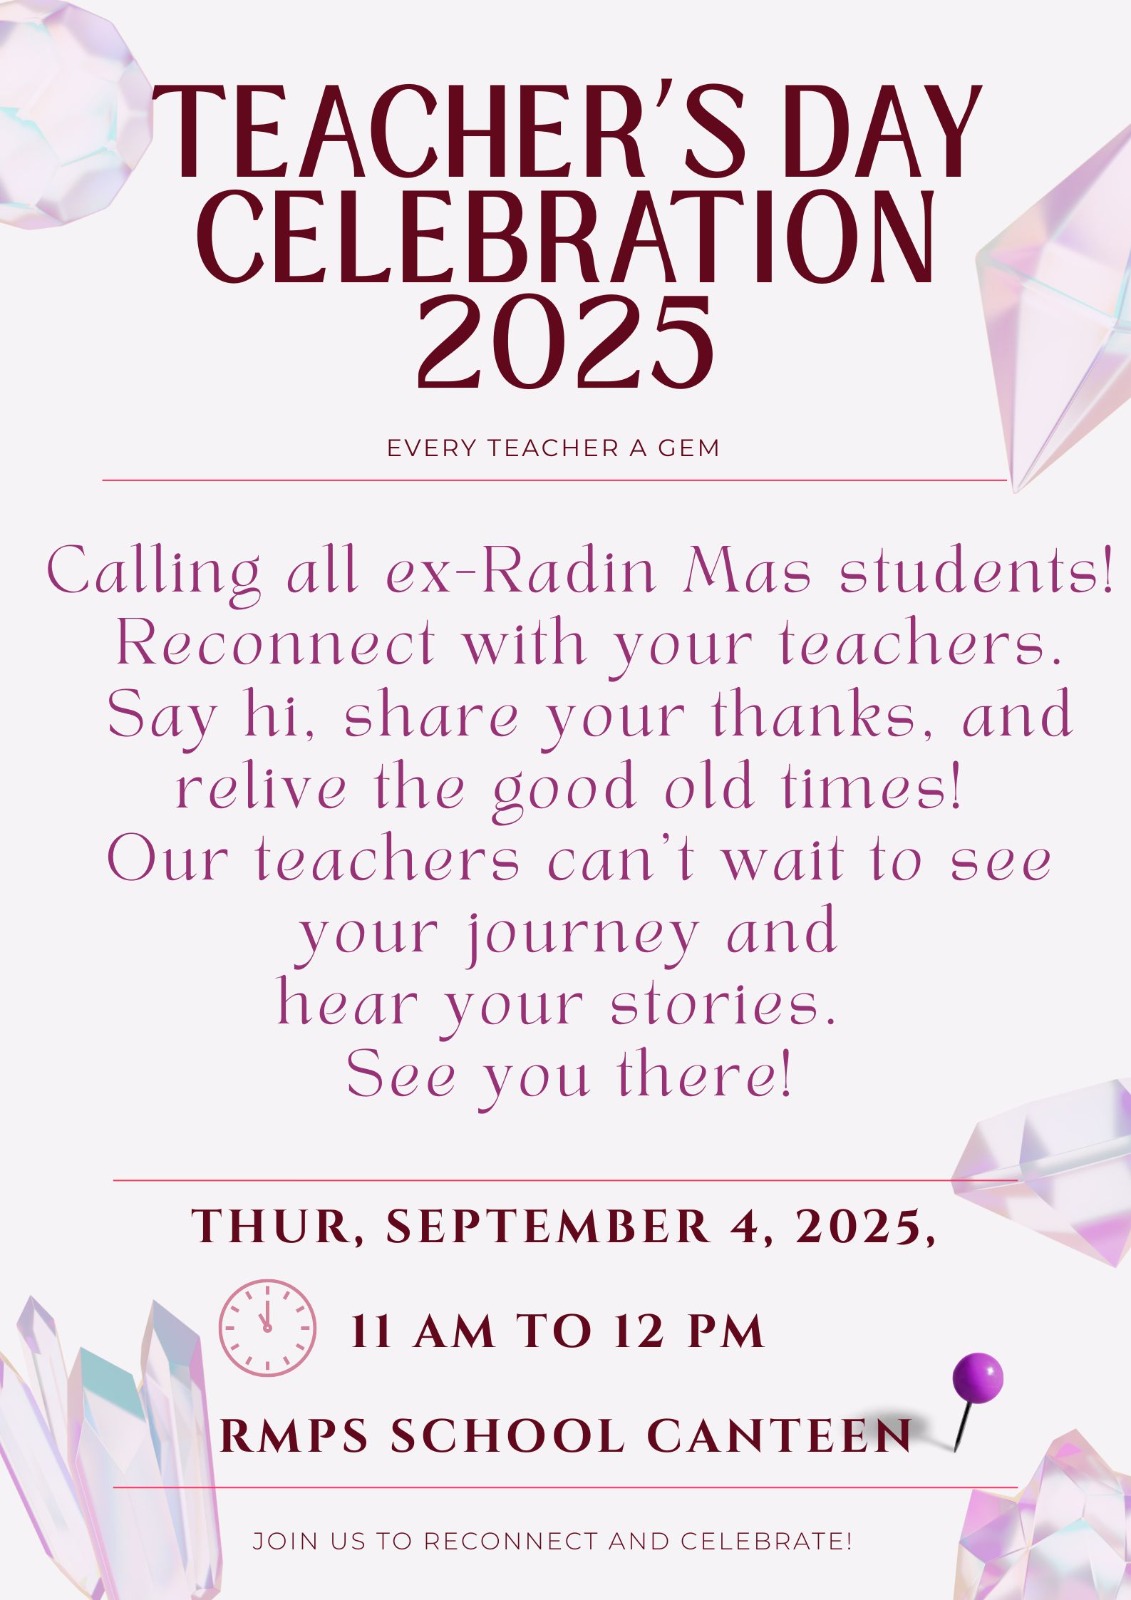 TEACHER'S DAY
CELEBRATION
2025
EVERY TEACHER A GEM
Calling all ex-Radin Mas students!
Reconnect with your teachers.
Say hi, share your thanks, and
relive the good old times!
Our teachers can't wait to see
your journey and
hear your stories.
See you there!
THUR, SEPTEMBER 4, 2025,
11 AM TO 12 PM
RMPS SCHOOL CANTEEN
JOIN US TO RECONNECT AND CELEBRATE!